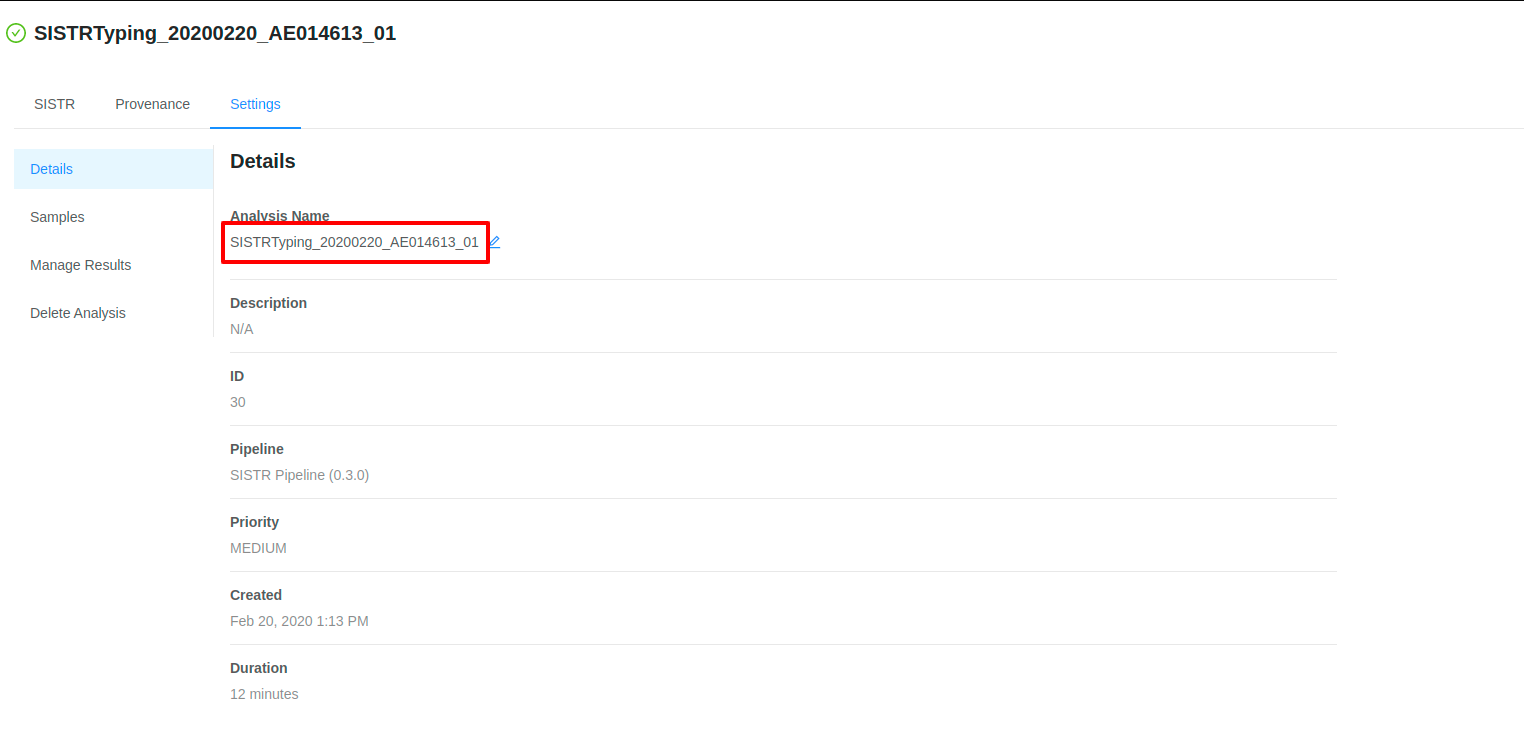 SISTRTyping_20200220_AE014613_01
SISTR Provenance Settings
Details
Samples
Manage Results
Delete Analysis
Details
Analysis Name
SISTRTyping_20200220_AE014613_01
Description
N/A
ID
30
Pipeline
SISTR Pipeline (0.3.0)
Priority
MEDIUM
Created
Feb 20, 2020 1:13 PM
Duration
12 minutes